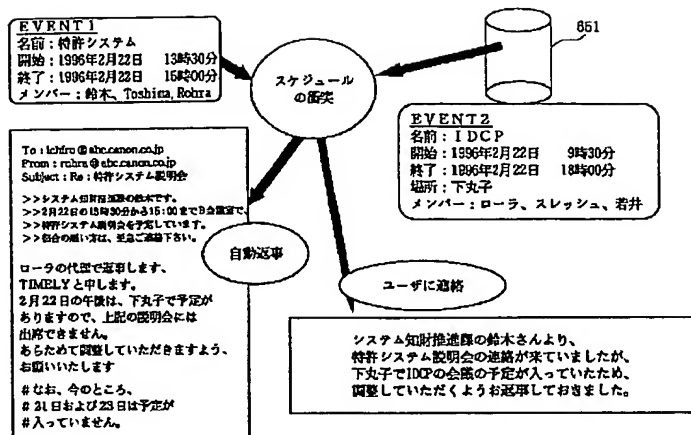 EVENT1
名前：特許システム
開始：1996年2月22日 13時30分
終了：1996年2月22日 15時00分
メンバー：鈴木、Toshima, Rohra
スケジュール
の衝突
651
EVENT2
名前：IDCP
開始：1996年2月22日 9時30分
終了：1996年2月22日 18時00分
場所：下丸子
メンバー：ローラ、スレッシュ、若井
To : ichiro@abc.canon.co.jp
From : rohra@abc.canon.co.jp
Subject : Re : 特許システム説明会
>>システム知財推進課の鈴木です。
>>2月22日の13時30分から15:00までB会議室で、
>>特許システム説明会を予定しています。
>>都合の悪い方は、至急ご連絡下さい。
ローラの代理で返事します、
TIMELYと申します。
2月22日の午後は、下丸子で予定が
ありますので、上記の説明会には
出席できません。
あらためて調整していただきますよう、
お願いいたします
#なお、今のところ、
#21日および23日は予定が
#入っていません。
自動返事
ユーザに連絡
システム知財推進課の鈴木さんより、
特許システム説明会の連絡が来ていましたが、
下丸子でIDCPの会議の予定が入っていたため、
調整していただくようお返事しておきました。